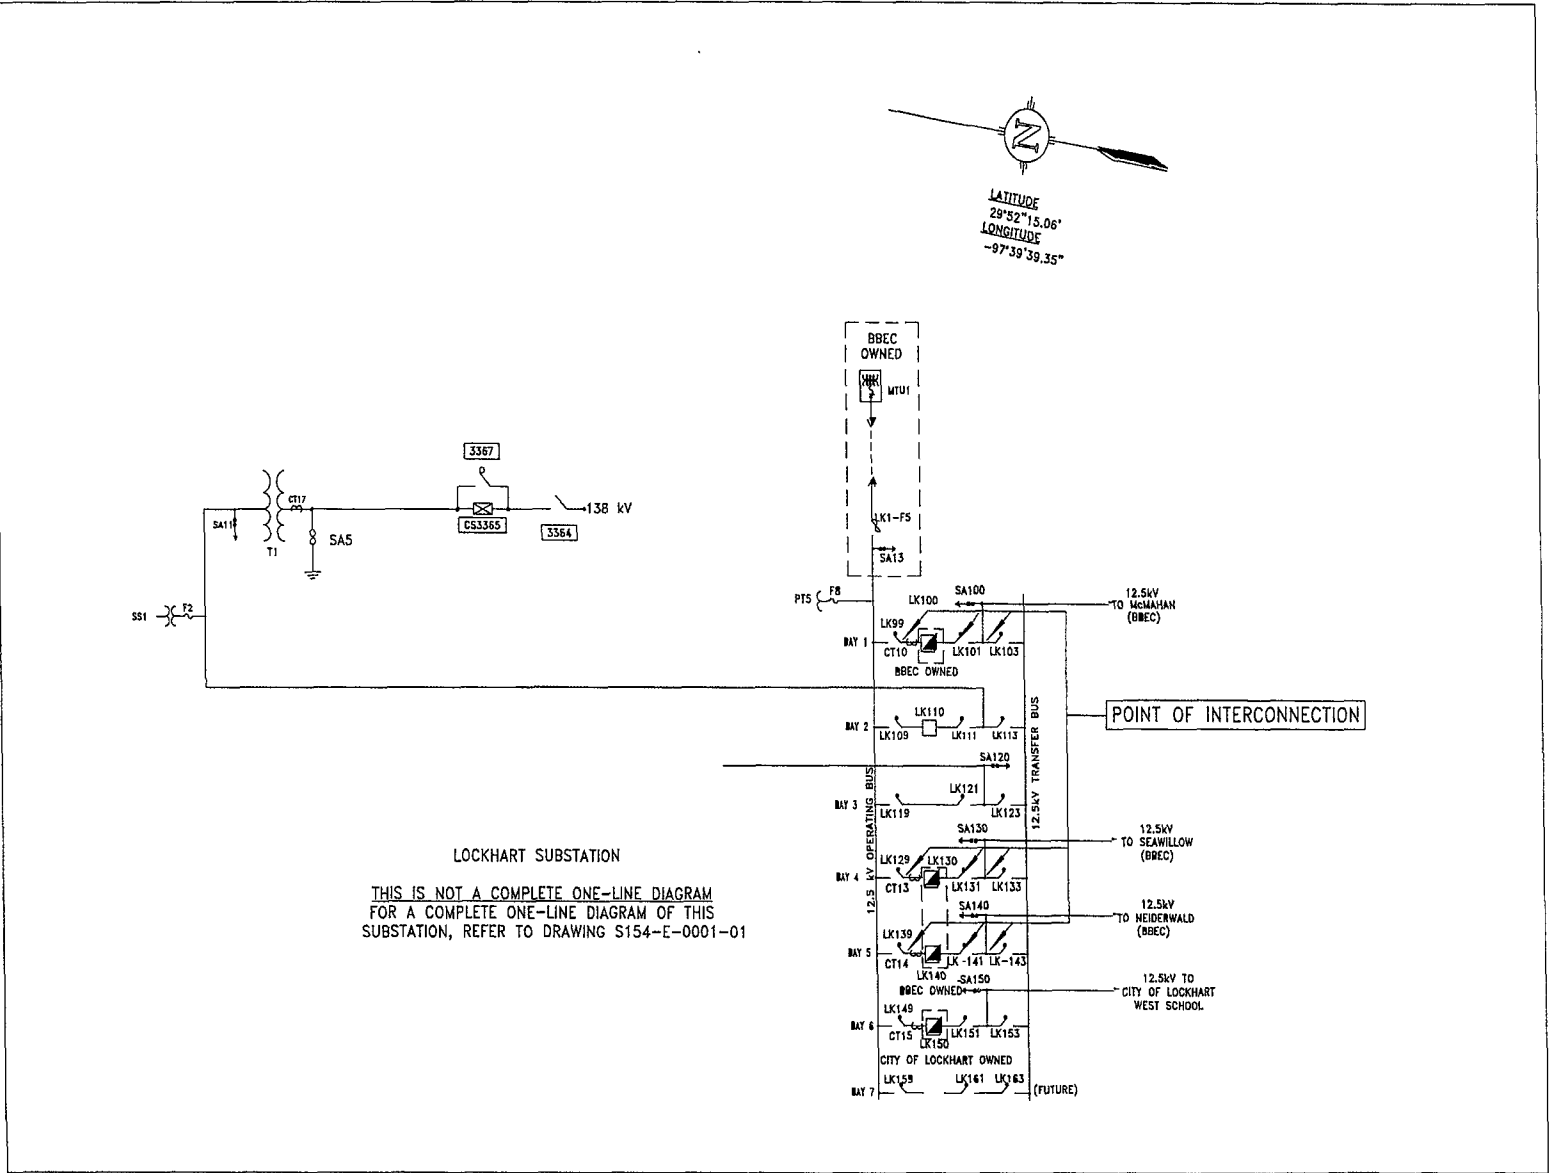 N
LATITUDE
29°52"15.06'
LONGITUDE
-97°39'39.35"
BBEC
OWNED
MTU1
LK1-F5
SA13
3367
CT17
138 kV
SA11
CS3365
3364
T1
SA5
SS1
F2
PT5
F8
LK100
SA100
12.5kV
TO McMAHAN
(BBEC)
LK99
BAY 1
CT10
LK101
LK103
BBEC OWNED
LK110
BAY 2
LK109
LK111
LK113
POINT OF INTERCONNECTION
12.5kV TRANSFER BUS
SA120
LK121
BAY 3
LK119
LK123
12.5 kV OPERATING BUS
SA130
12.5kV
TO SEAWILLOW
(BBEC)
LK129
LK130
BAY 4
CT13
LK131
LK133
SA140
12.5kV
TO NEIDERWALD
(BBEC)
LK139
BAY 5
CT14
LK-141
LK-143
LK140
BBEC OWNED
SA150
12.5kV TO
CITY OF LOCKHART
WEST SCHOOL
LK149
BAY 6
CT15
LK150
LK151
LK153
CITY OF LOCKHART OWNED
LK159
LK161
LK163
BAY 7
(FUTURE)
LOCKHART SUBSTATION
THIS IS NOT A COMPLETE ONE-LINE DIAGRAM
FOR A COMPLETE ONE-LINE DIAGRAM OF THIS
SUBSTATION, REFER TO DRAWING S154-E-0001-01